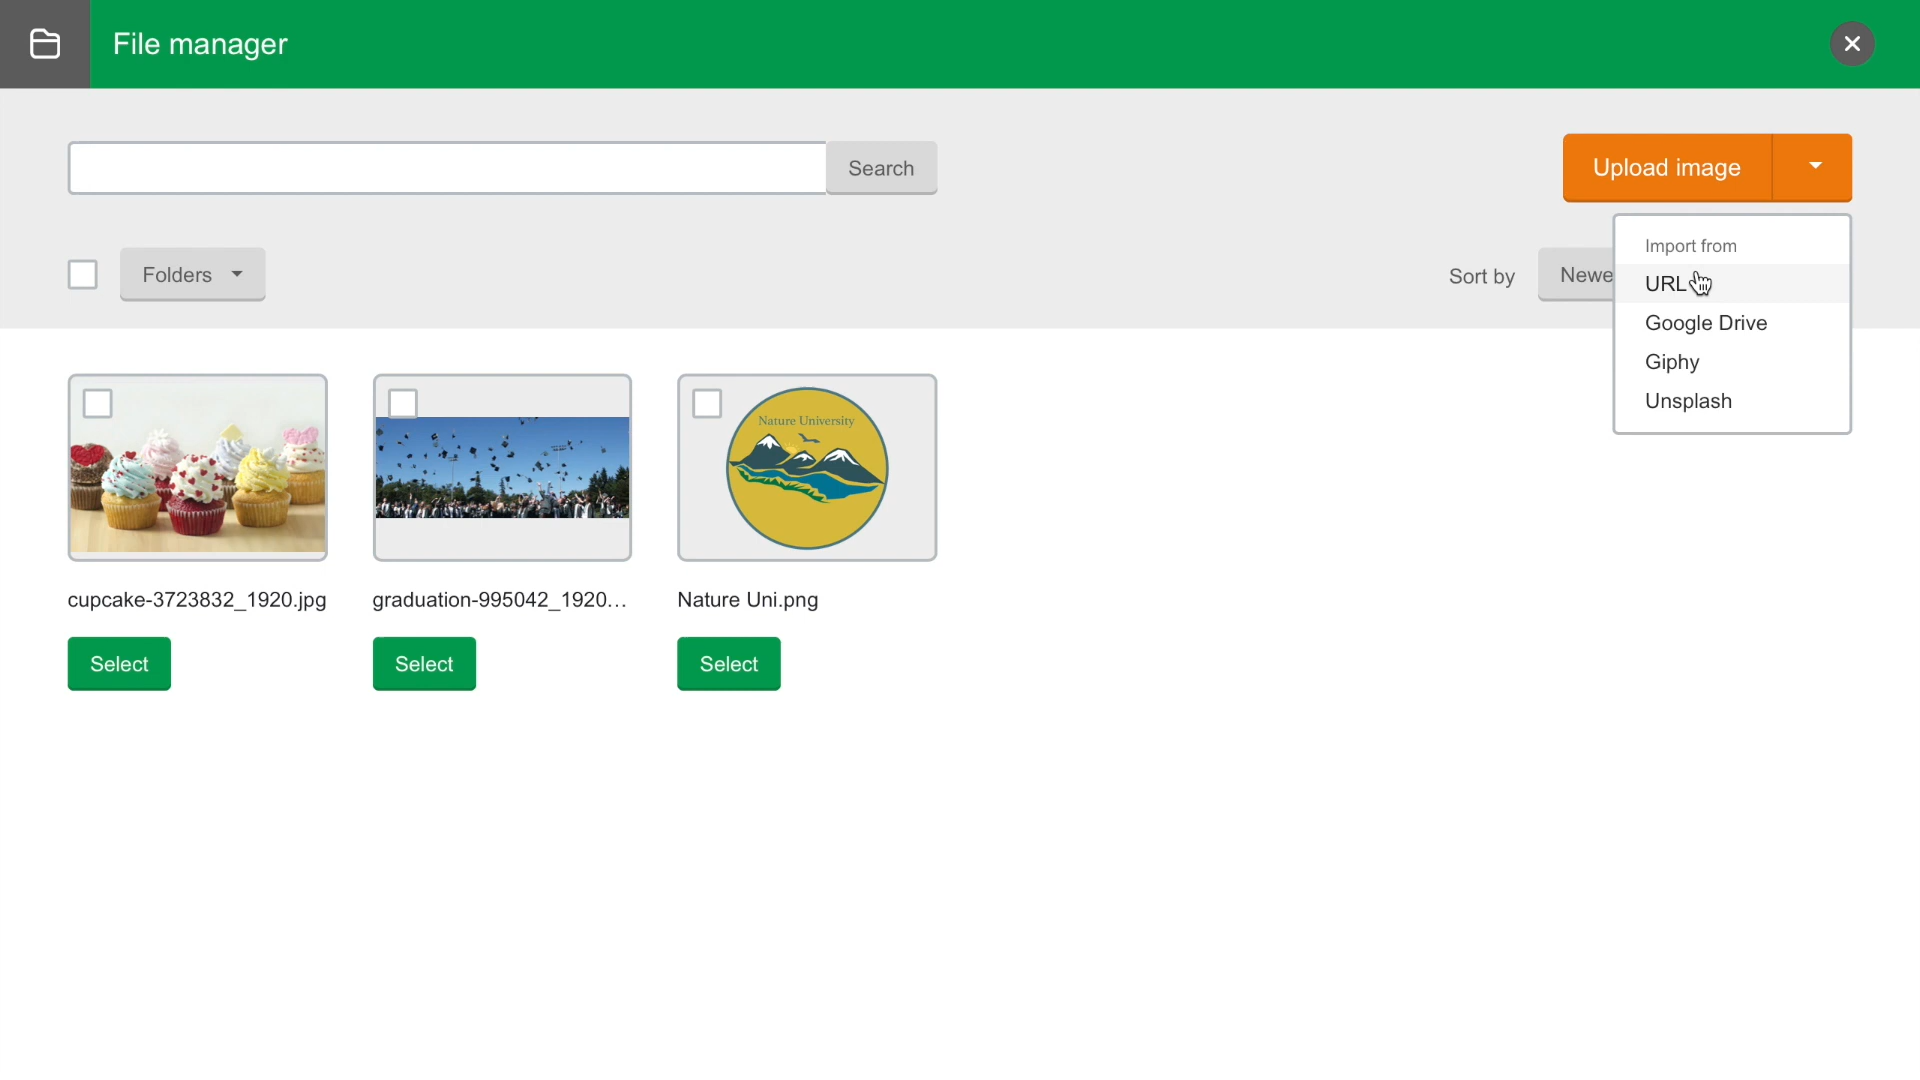 File manager
Search
Upload image
Import from
URL
Google Drive
Giphy
Unsplash
Folders
Sort by
Newe
Nature University
cupcake-3723832_1920.jpg
graduation-995042_1920...
Nature Uni.png
Select
Select
Select